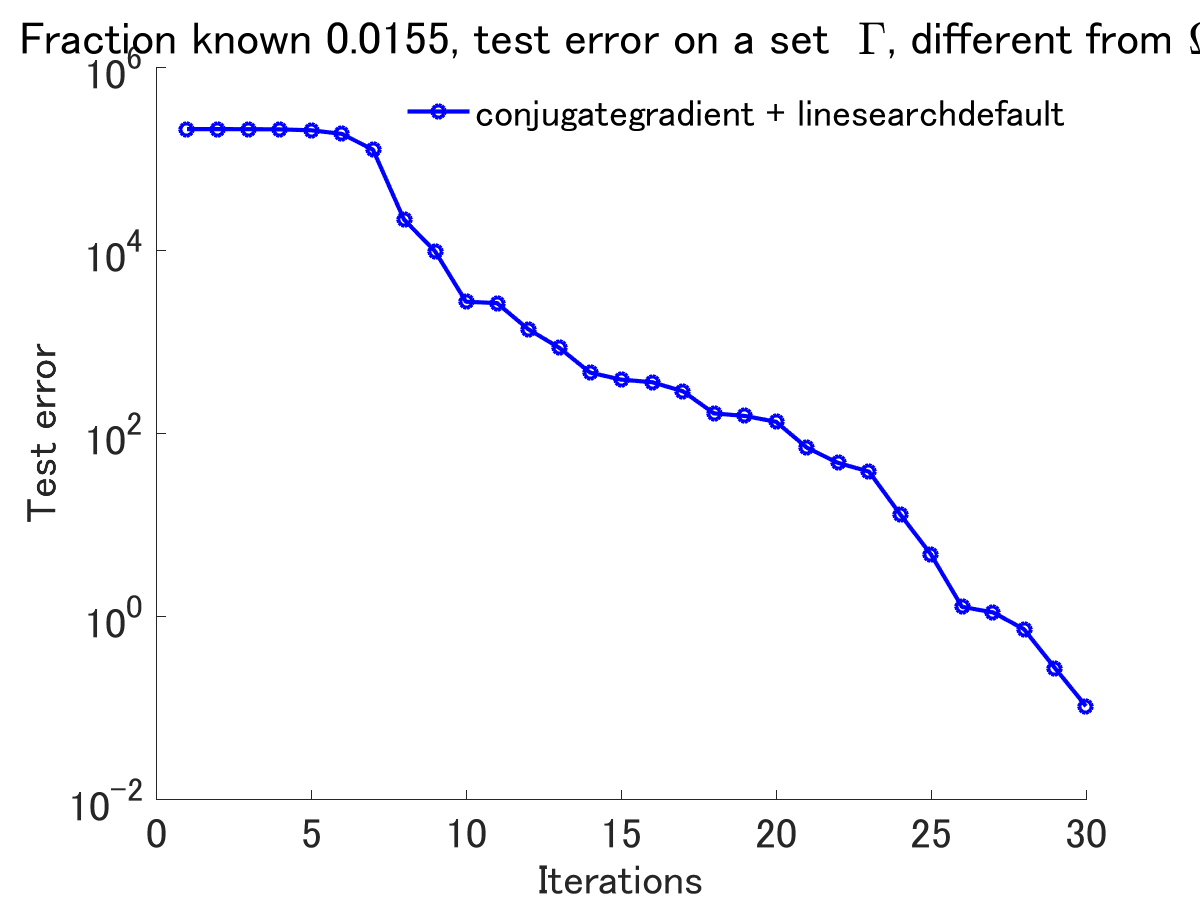 Fraction known 0.0155, test error on a set Γ, different from Ω
10^6
conjugategradient + linesearchdefault
10^4
10^2
10^0
10^-2
Test error
0 5 10 15 20 25 30
Iterations